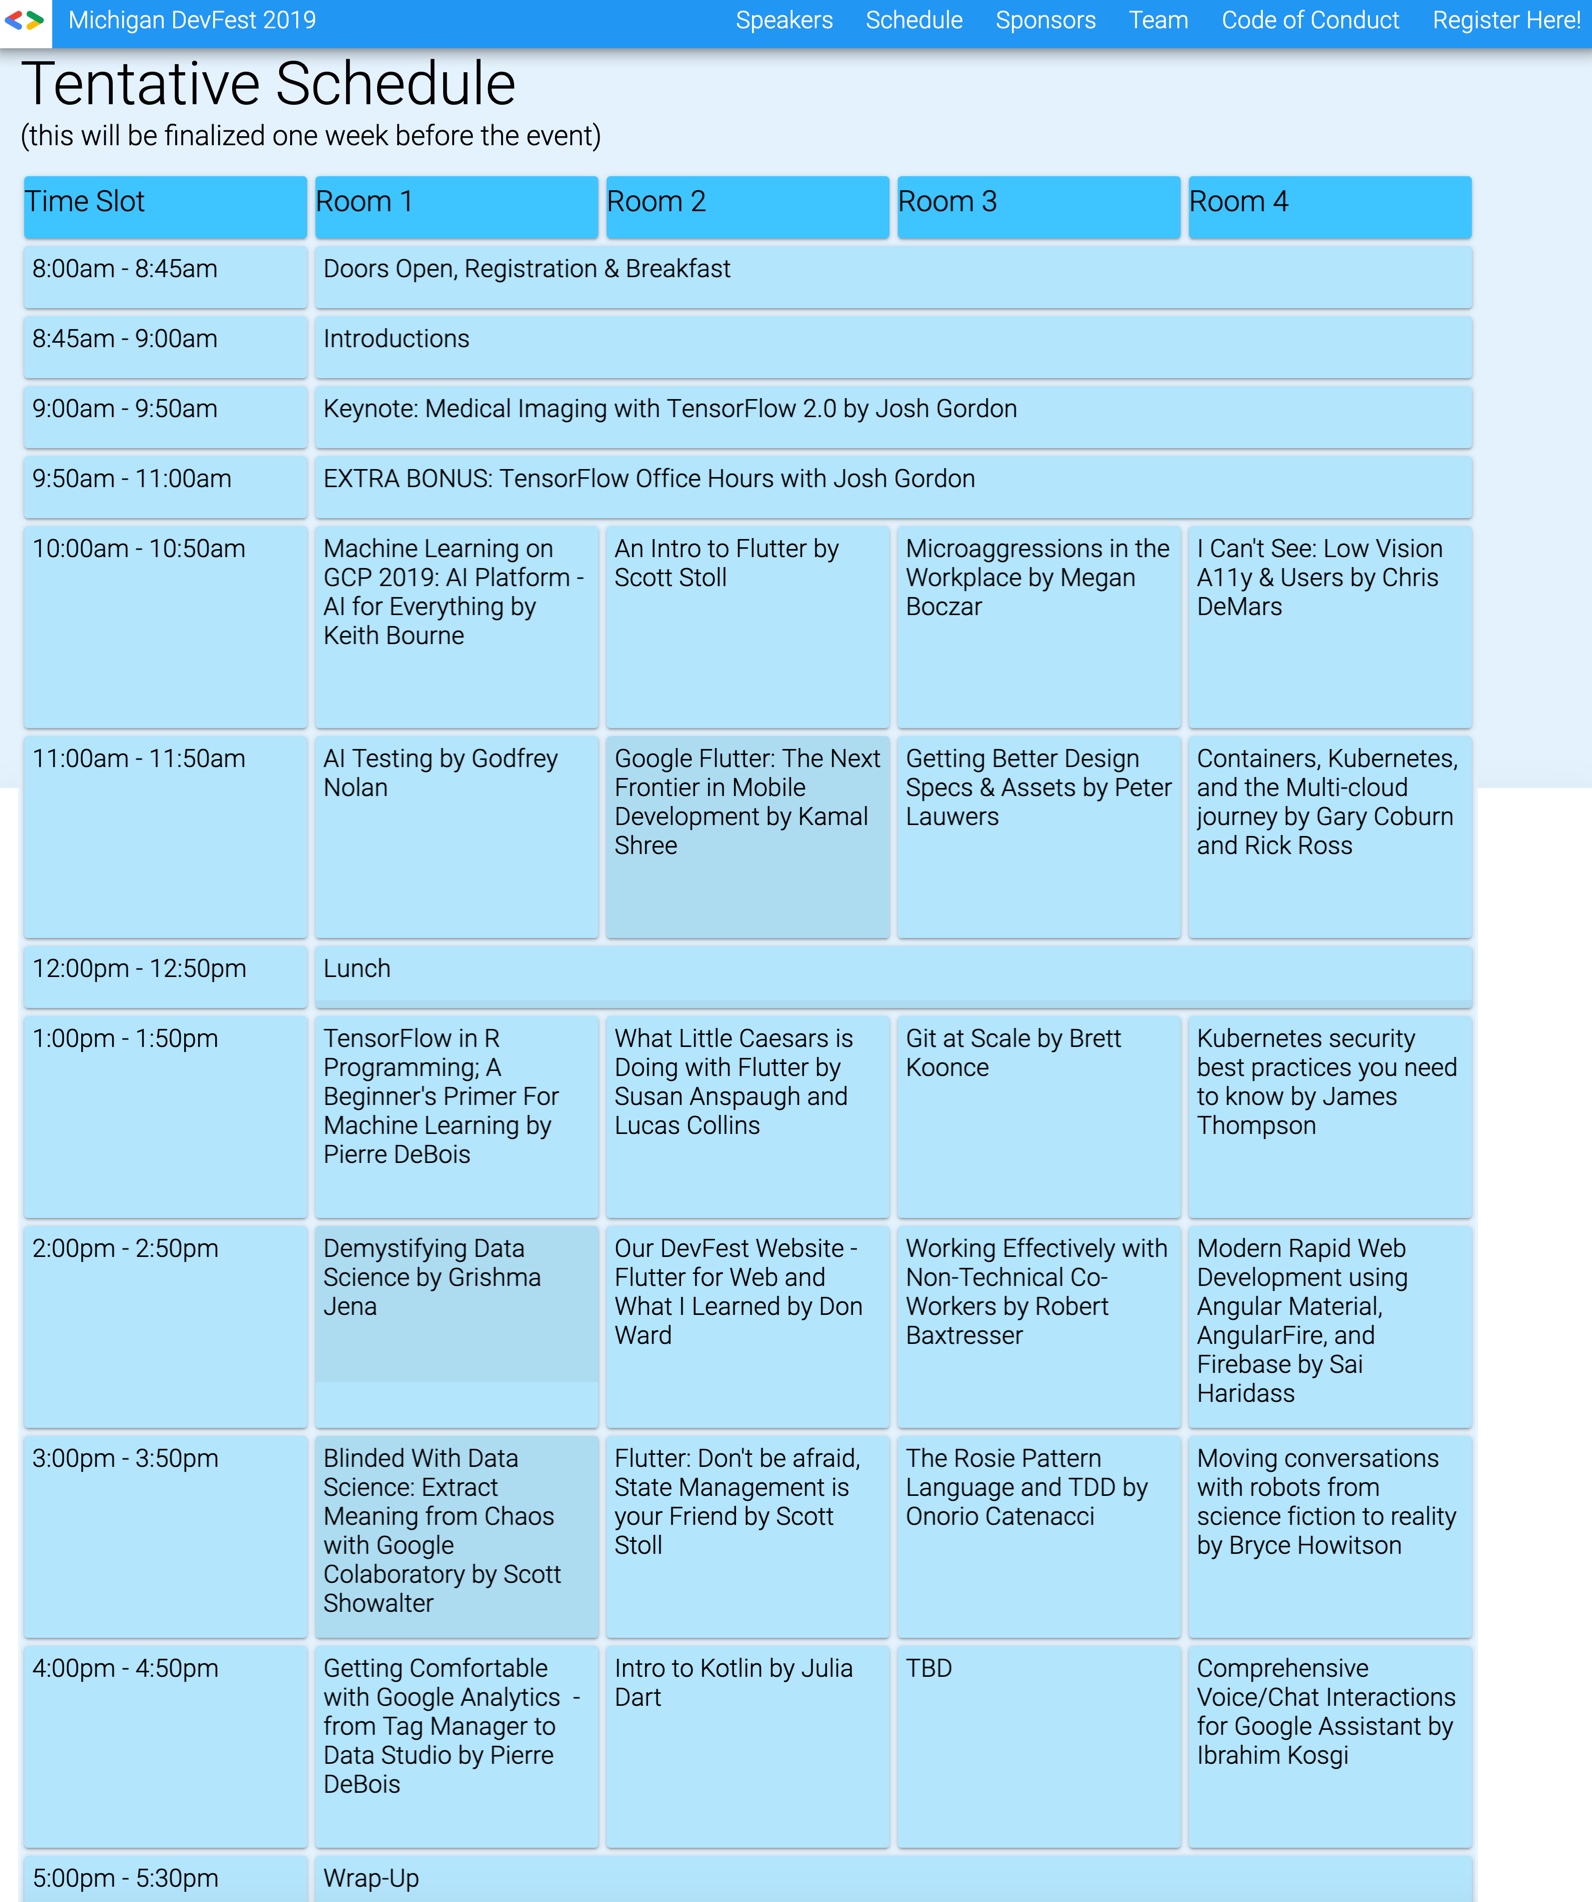 Michigan DevFest 2019
Speakers Schedule Sponsors Team Code of Conduct Register Here!
Tentative Schedule
(this will be finalized one week before the event)
Time Slot
Room 1
Room 2
Room 3
Room 4
8:00am - 8:45am
Doors Open, Registration & Breakfast
8:45am - 9:00am
Introductions
9:00am - 9:50am
Keynote: Medical Imaging with TensorFlow 2.0 by Josh Gordon
9:50am - 11:00am
EXTRA BONUS: TensorFlow Office Hours with Josh Gordon
10:00am - 10:50am
Machine Learning on
GCP 2019: AI Platform -
AI for Everything by
Keith Bourne
An Intro to Flutter by
Scott Stoll
Microaggressions in the
Workplace by Megan
Boczar
I Can't See: Low Vision
A11y & Users by Chris
DeMars
11:00am - 11:50am
AI Testing by Godfrey
Nolan
Google Flutter: The Next
Frontier in Mobile
Development by Kamal
Shree
Getting Better Design
Specs & Assets by Peter
Lauwers
Containers, Kubernetes,
and the Multi-cloud
journey by Gary Coburn
and Rick Ross
12:00pm - 12:50pm
Lunch
1:00pm - 1:50pm
TensorFlow in R
Programming; A
Beginner's Primer For
Machine Learning by
Pierre DeBois
What Little Caesars is
Doing with Flutter by
Susan Anspaugh and
Lucas Collins
Git at Scale by Brett
Koonce
Kubernetes security
best practices you need
to know by James
Thompson
2:00pm - 2:50pm
Demystifying Data
Science by Grishma
Jena
Our DevFest Website -
Flutter for Web and
What I Learned by Don
Ward
Working Effectively with
Non-Technical Co-
Workers by Robert
Baxtresser
Modern Rapid Web
Development using
Angular Material,
AngularFire, and
Firebase by Sai
Haridass
3:00pm - 3:50pm
Blinded With Data
Science: Extract
Meaning from Chaos
with Google
Colaboratory by Scott
Showalter
Flutter: Don't be afraid,
State Management is
your Friend by Scott
Stoll
The Rosie Pattern
Language and TDD by
Onorio Catenacci
Moving conversations
with robots from
science fiction to reality
by Bryce Howitson
4:00pm - 4:50pm
Getting Comfortable
with Google Analytics  -
from Tag Manager to
Data Studio by Pierre
DeBois
Intro to Kotlin by Julia
Dart
TBD
Comprehensive
Voice/Chat Interactions
for Google Assistant by
Ibrahim Kosgi
5:00pm - 5:30pm
Wrap-Up